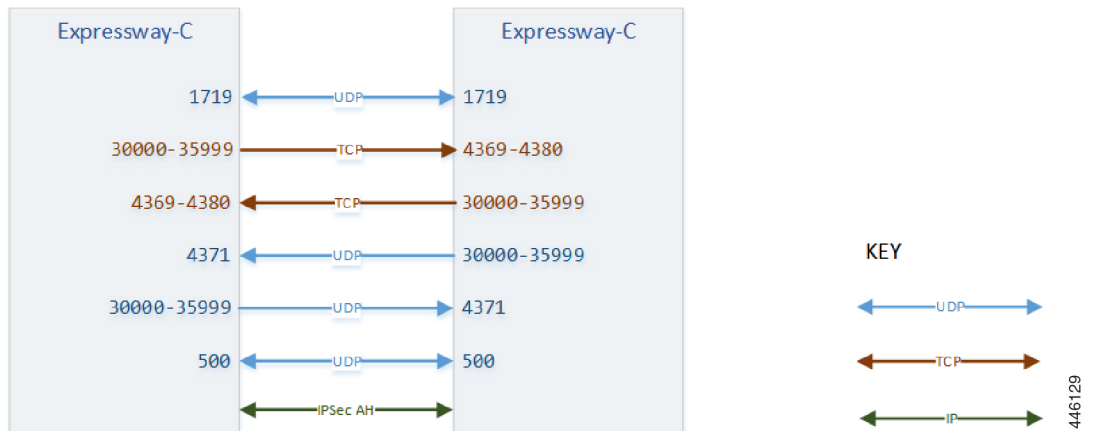 Expressway-C Expressway-C
1719 UDP 1719
30000-35999 TCP 4369-4380
4369-4380 TCP 30000-35999
4371 UDP 30000-35999
30000-35999 UDP 4371
500 UDP 500
IPSec AH
KEY
UDP
TCP
IP
446129